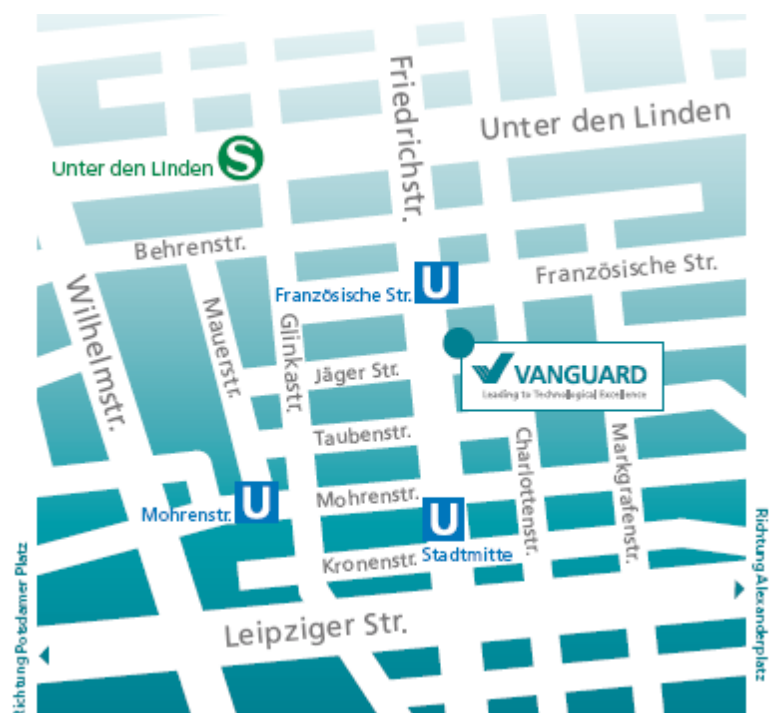 Friedrichstr.
Unter den Linden
Unter den Linden
S
Behrenstr.
Französische Str.
U
Französische Str.
Wilhelmstr.
Mauerstr.
Glinkastr.
Jäger Str.
VANGUARD
Leading to Technological Excellence
Taubenstr.
Charlottenstr.
Markgrafenstr.
Mohrenstr.
U
Mohrenstr.
U
Stadtmitte
Kronenstr.
Leipziger Str.
Richtung Potsdamer Platz
Richtung Alexanderplatz